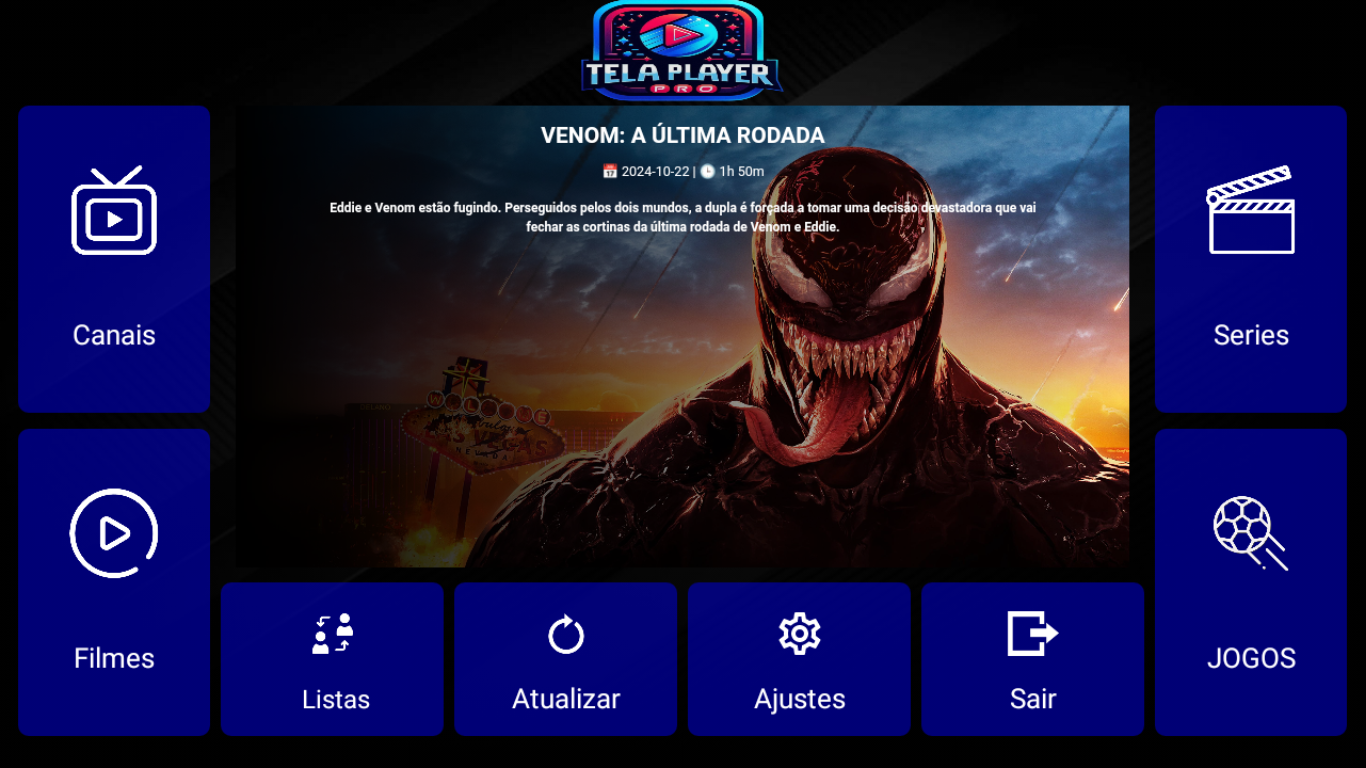 TELA PLAYER
PRO
VENOM: A ÚLTIMA RODADA
2024-10-22 | 1h 50m
Eddie e Venom estão fugindo. Perseguidos pelos dois mundos, a dupla é forçada a tomar uma decisão devastadora que vai
fechar as cortinas da última rodada de Venom e Eddie.
WELCOME
NEVADA
Canais
Series
Filmes
JOGOS
Listas
Atualizar
Ajustes
Sair